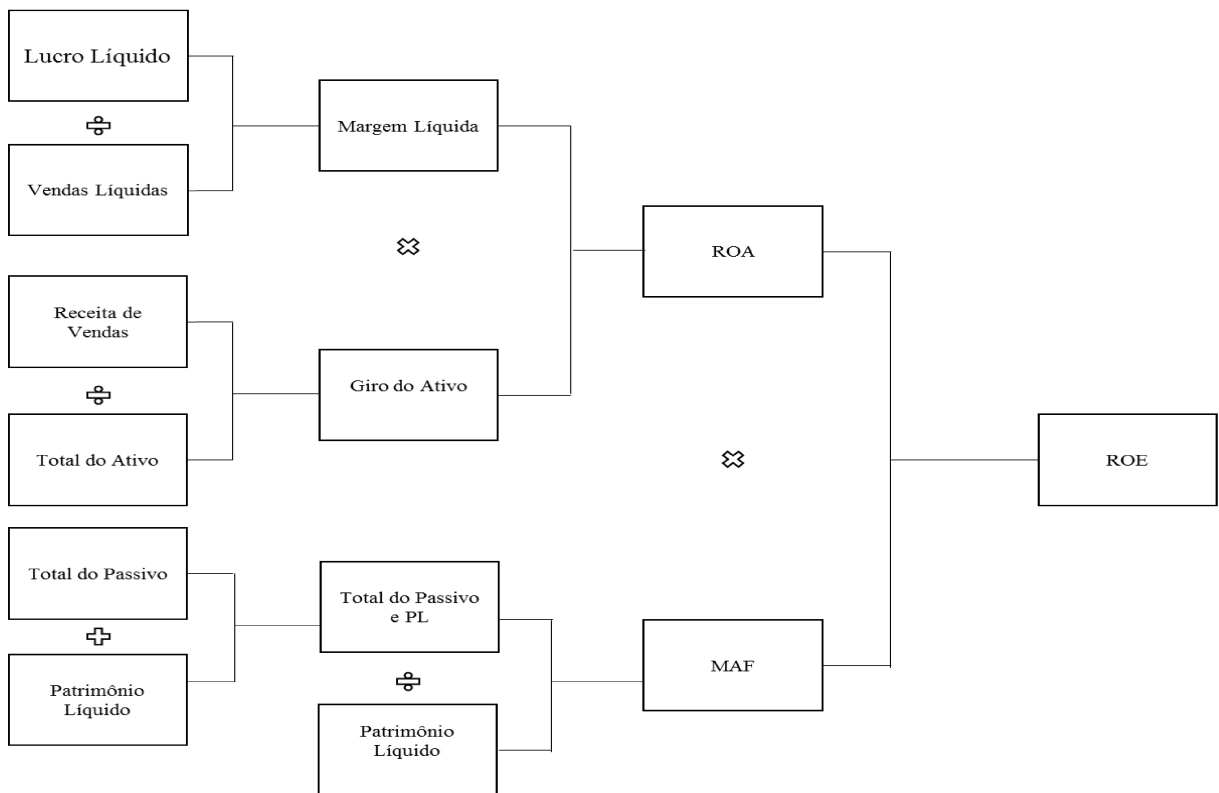 Lucro Líquido
÷
Vendas Líquidas
Margem Líquida
×
Receita de
Vendas
÷
Total do Ativo
Giro do Ativo
ROA
×
ROE
Total do Passivo
+
Patrimônio
Líquido
Total do Passivo
e PL
÷
Patrimônio
Líquido
MAF